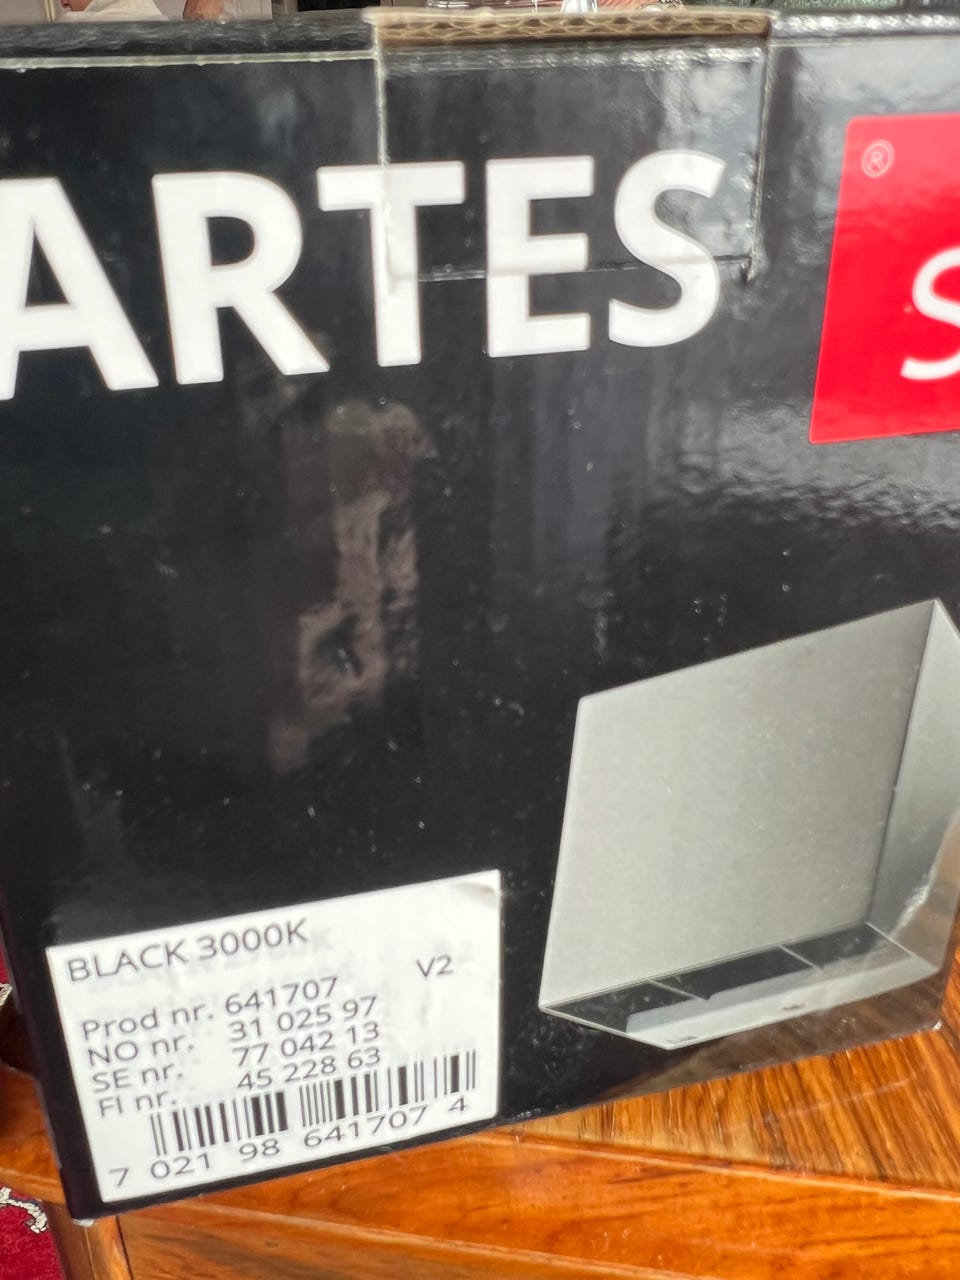 ARTES
®
S
BLACK 3000K
V2
Prod nr. 641707
NO nr. 31 025 97
SE nr. 77 042 13
FI nr. 45 228 63
7 021 98 641707 4